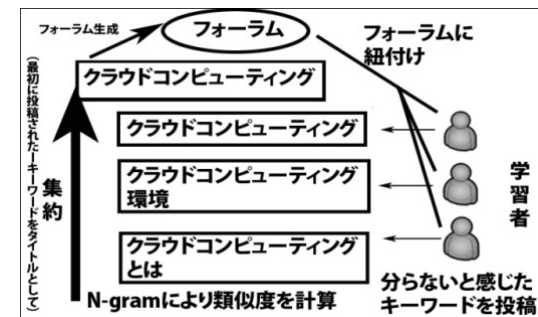 フォーラム生成
フォーラム
フォーラムに
紐付け
クラウドコンピューティング
クラウドコンピューティング
クラウドコンピューティング
環境
クラウドコンピューティング
とは
集約
(最初に投稿されたーキーワードをタイトルとして)
学習者
N-gramにより類似度を計算
分らないと感じた
キーワードを投稿